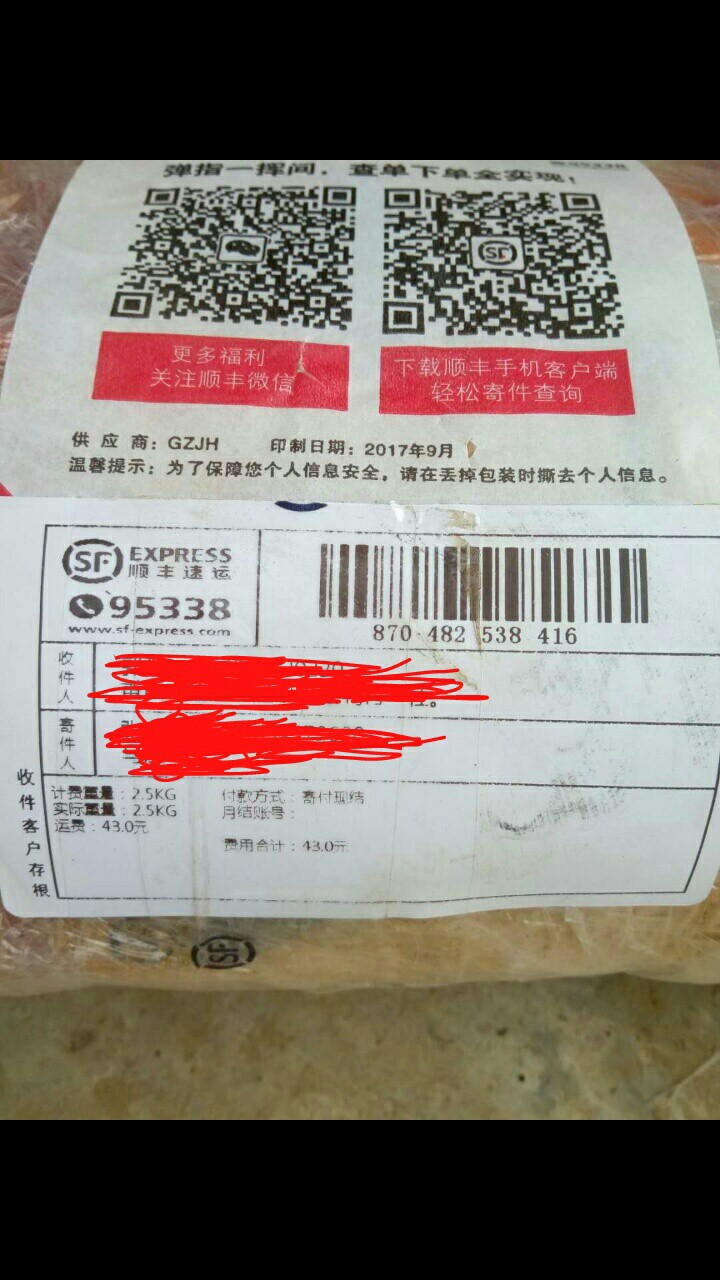 弹指一挥间，查单下单全实现！
更多福利
关注顺丰微信
下载顺丰手机客户端
轻松寄件查询
供应商：GZJH 印制日期：2017年9月
温馨提示：为了保障您个人信息安全，请在丢掉包装时撕去个人信息。
SF EXPRESS
顺丰速运
95338
www.sf-express.com
870 482 538 416
收件人
寄件人
收件客户存根
计费重量：2.5KG 付款方式：寄付现结
实际重量：2.5KG 月结账号：
运费：43.0元
费用合计：43.0元
SF